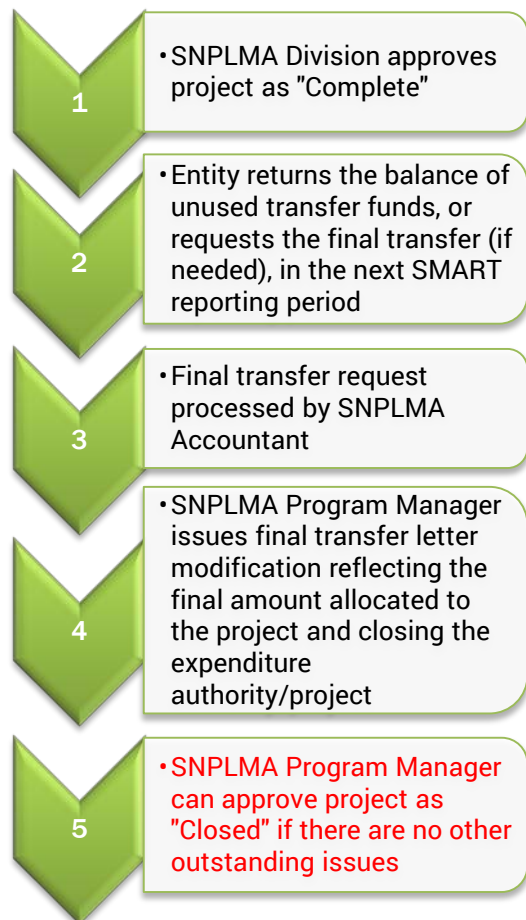 1
•SNPLMA Division approves
project as "Complete"
2
•Entity returns the balance of
unused transfer funds, or
requests the final transfer (if
needed), in the next SMART
reporting period
3
•Final transfer request
processed by SNPLMA
Accountant
4
•SNPLMA Program Manager
issues final transfer letter
modification reflecting the
final amount allocated to
the project and closing the
expenditure
authority/project
5
•SNPLMA Program Manager
can approve project as
"Closed" if there are no other
outstanding issues